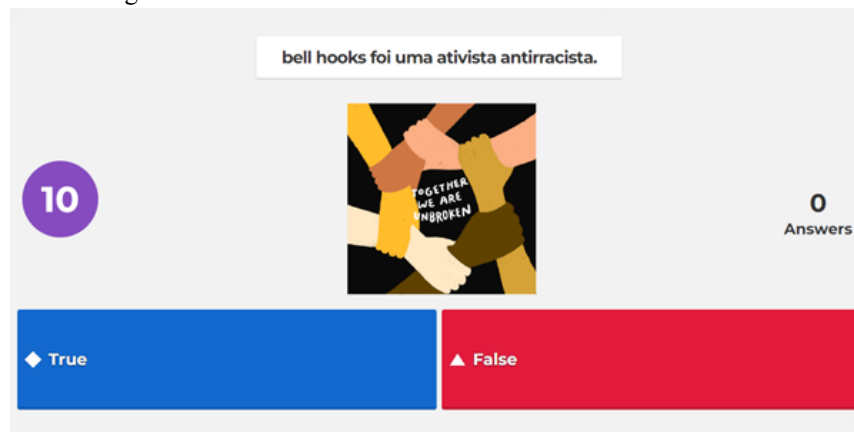 bell hooks foi uma ativista antirracista.
TOGETHER
WE ARE
UNBROKEN
10
0
Answers
True
False